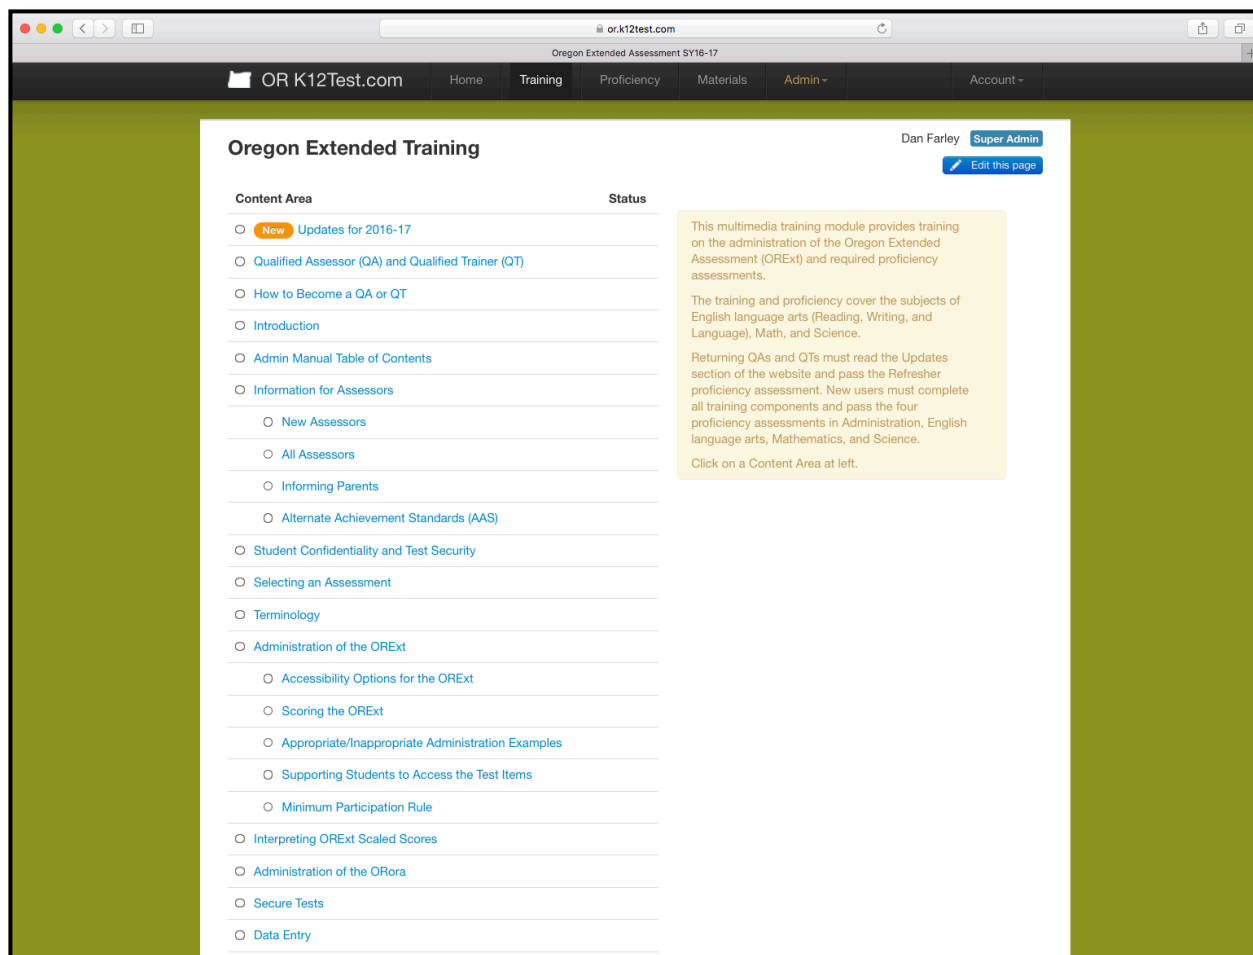 or.k12test.com
Oregon Extended Assessment SY16-17
OR K12Test.com Home Training Proficiency Materials Admin Account
Oregon Extended Training
Dan Farley Super Admin
Edit this page
Content Area Status
New Updates for 2016-17
Qualified Assessor (QA) and Qualified Trainer (QT)
How to Become a QA or QT
Introduction
Admin Manual Table of Contents
Information for Assessors
New Assessors
All Assessors
Informing Parents
Alternate Achievement Standards (AAS)
Student Confidentiality and Test Security
Selecting an Assessment
Terminology
Administration of the ORExt
Accessibility Options for the ORExt
Scoring the ORExt
Appropriate/Inappropriate Administration Examples
Supporting Students to Access the Test Items
Minimum Participation Rule
Interpreting ORExt Scaled Scores
Administration of the ORora
Secure Tests
Data Entry
This multimedia training module provides training
on the administration of the Oregon Extended
Assessment (ORExt) and required proficiency
assessments.
The training and proficiency cover the subjects of
English language arts (Reading, Writing, and
Language), Math, and Science.
Returning QAs and QTs must read the Updates
section of the website and pass the Refresher
proficiency assessment. New users must complete
all training components and pass the four
proficiency assessments in Administration, English
language arts, Mathematics, and Science.
Click on a Content Area at left.